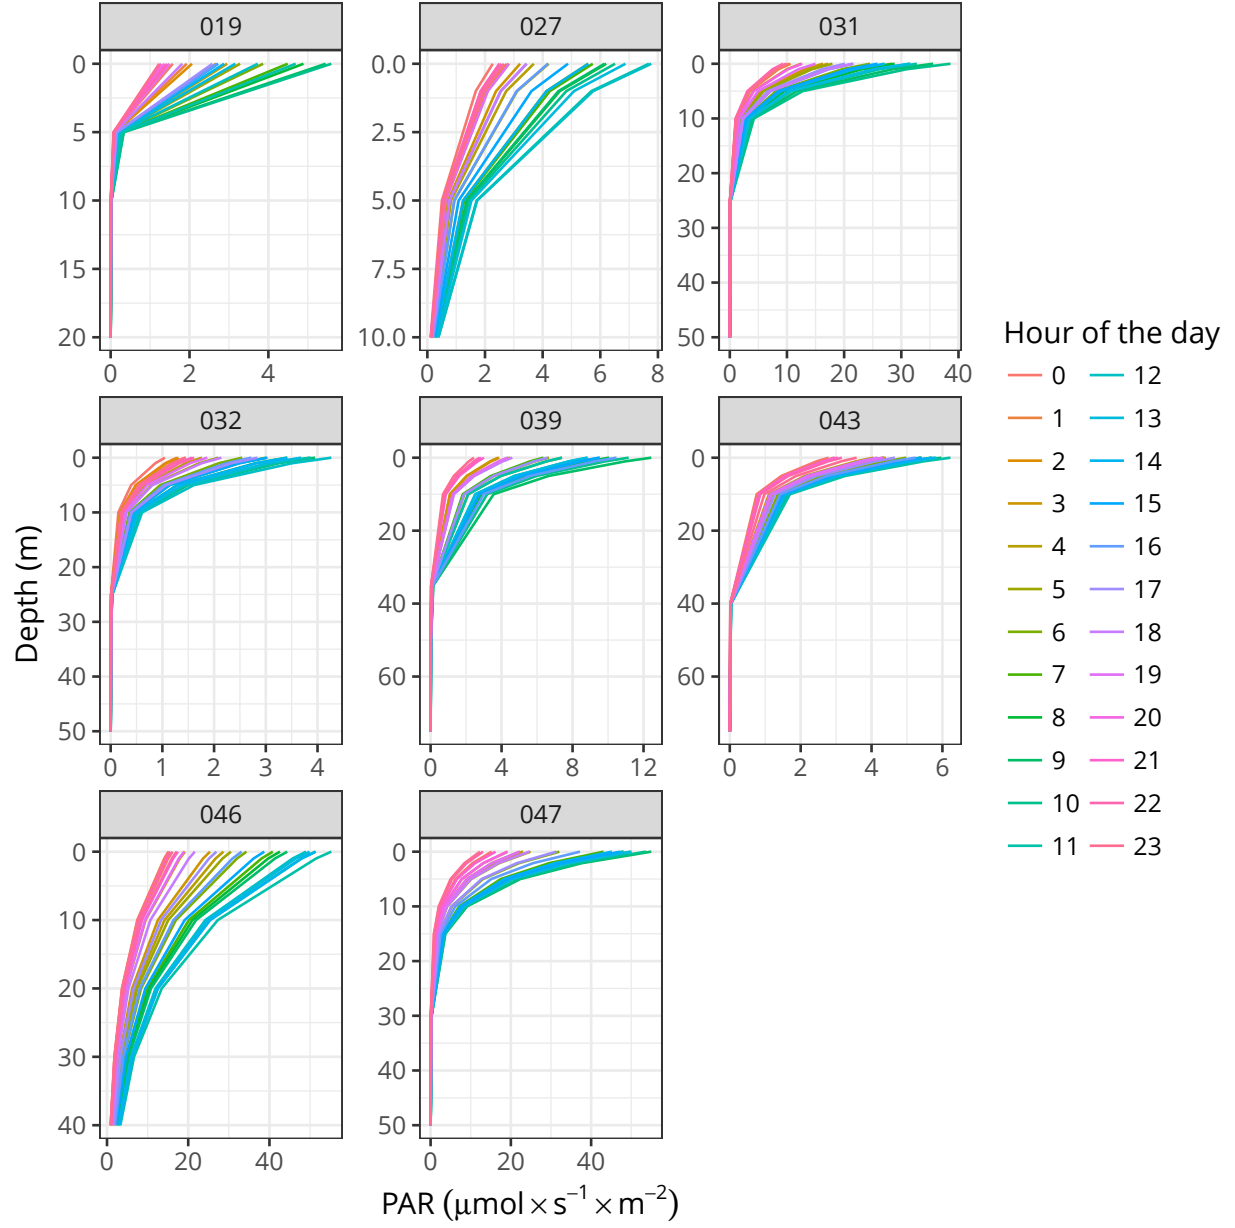 019 027 031
0 5 10 15 20
0.0 2.5 5.0 7.5 10.0
0 10 20 30 40 50
0 2 4
0 2 4 6 8
0 10 20 30 40
032 039 043
0 10 20 30 40 50
0 20 40 60
0 20 40 60
0 1 2 3 4
0 4 8 12
0 2 4 6
046 047
0 10 20 30 40
0 10 20 30 40 50
0 20 40
0 20 40
Depth (m)
PAR (μmol × s⁻¹ × m⁻²)
Hour of the day
0 12
1 13
2 14
3 15
4 16
5 17
6 18
7 19
8 20
9 21
10 22
11 23